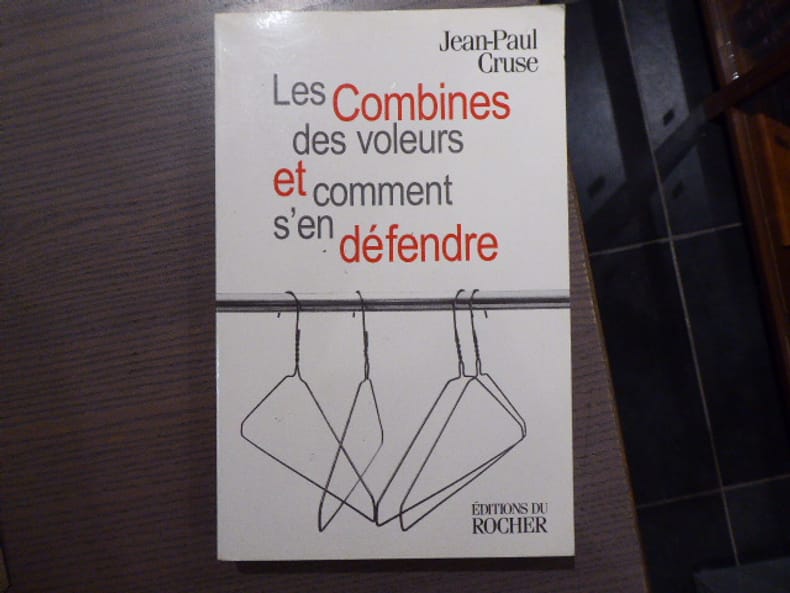 Jean-Paul
Cruse
Les Combines
des voleurs
et comment
s'en défendre
ÉDITIONS DU
ROCHER